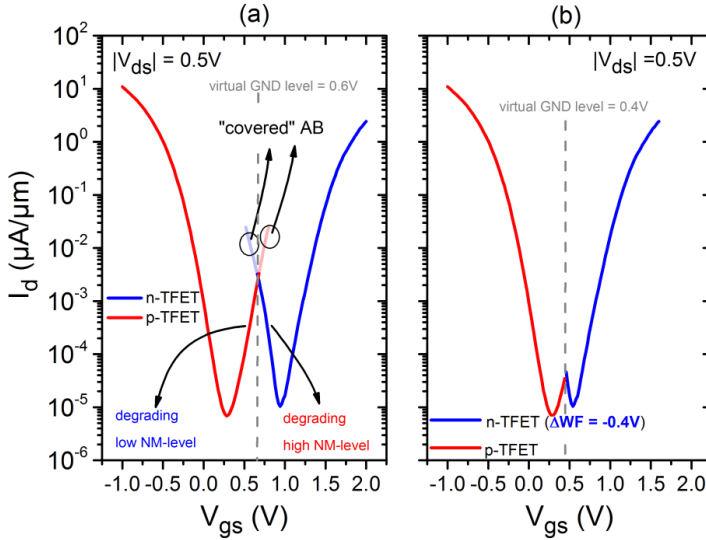 (a)
(b)
|Vds| = 0.5V
virtual GND level = 0.6V
"covered" AB
n-TFET
p-TFET
degrading
low NM-level
degrading
high NM-level
|Vds| =0.5V
virtual GND level = 0.4V
n-TFET (ΔWF = -0.4V)
p-TFET
Id (μA/μm)
10²
10¹
10⁰
10⁻¹
10⁻²
10⁻³
10⁻⁴
10⁻⁵
10⁻⁶
-1.0 -0.5 0.0 0.5 1.0 1.5 2.0
-1.0 -0.5 0.0 0.5 1.0 1.5 2.0
Vgs (V)
Vgs (V)